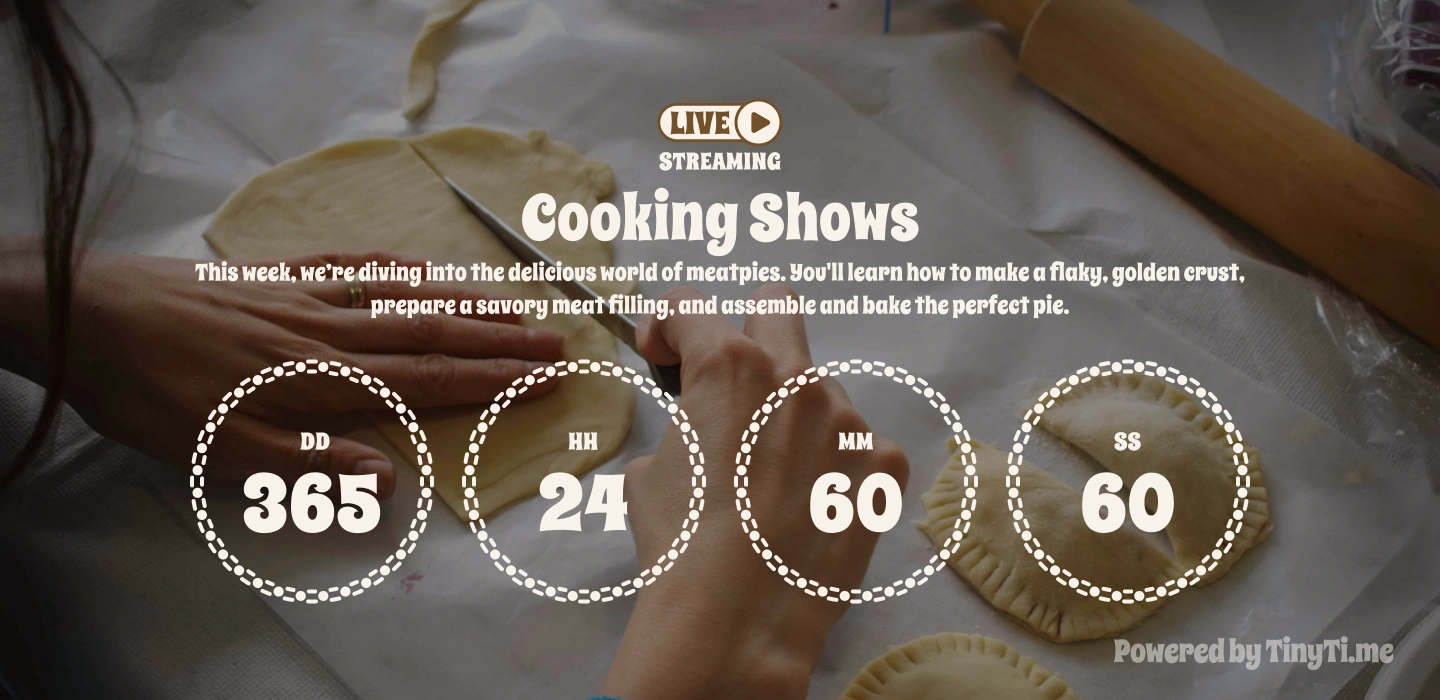 LIVE
STREAMING
Cooking Shows
This week, we're diving into the delicious world of meatpies. You'll learn how to make a flaky, golden crust,
prepare a savory meat filling, and assemble and bake the perfect pie.
DD HH MM SS
365 24 60 60
Powered by TinyTi.me